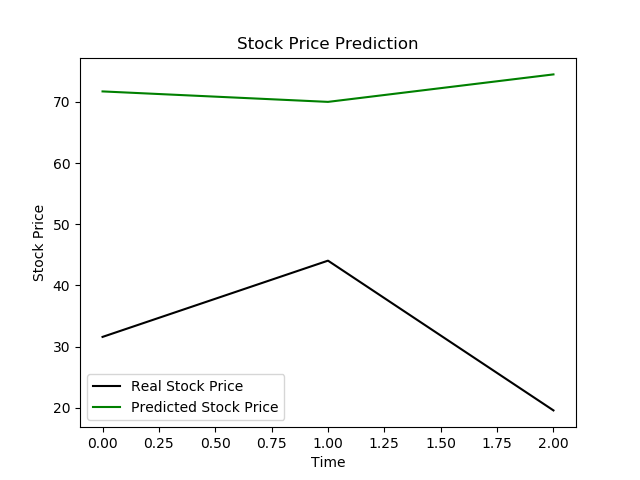 Stock Price Prediction
Stock Price
70
60
50
40
30
20
Real Stock Price
Predicted Stock Price
0.00 0.25 0.50 0.75 1.00 1.25 1.50 1.75 2.00
Time